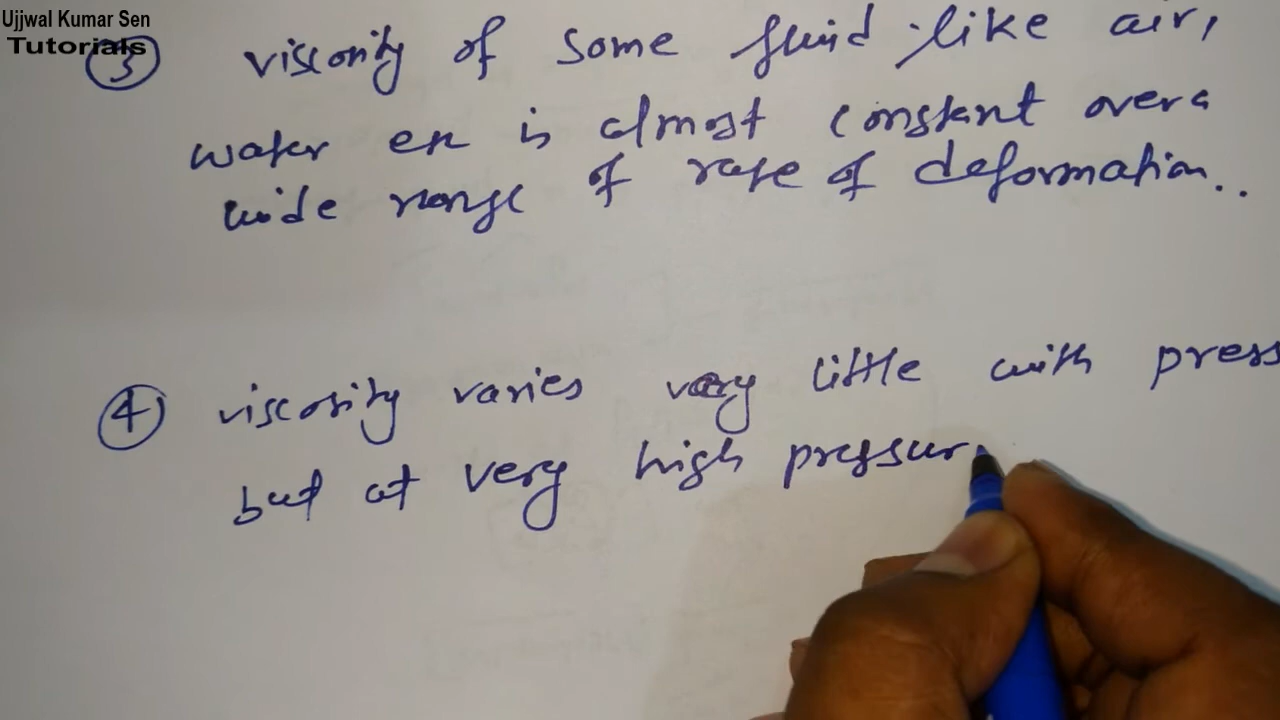 Ujjwal Kumar Sen
Tutorials
3 viscosity of some fluid like air,
water etc is almost constant over a
wide range of rate of deformation..
4 viscosity varies very little with press
but at very high pressur